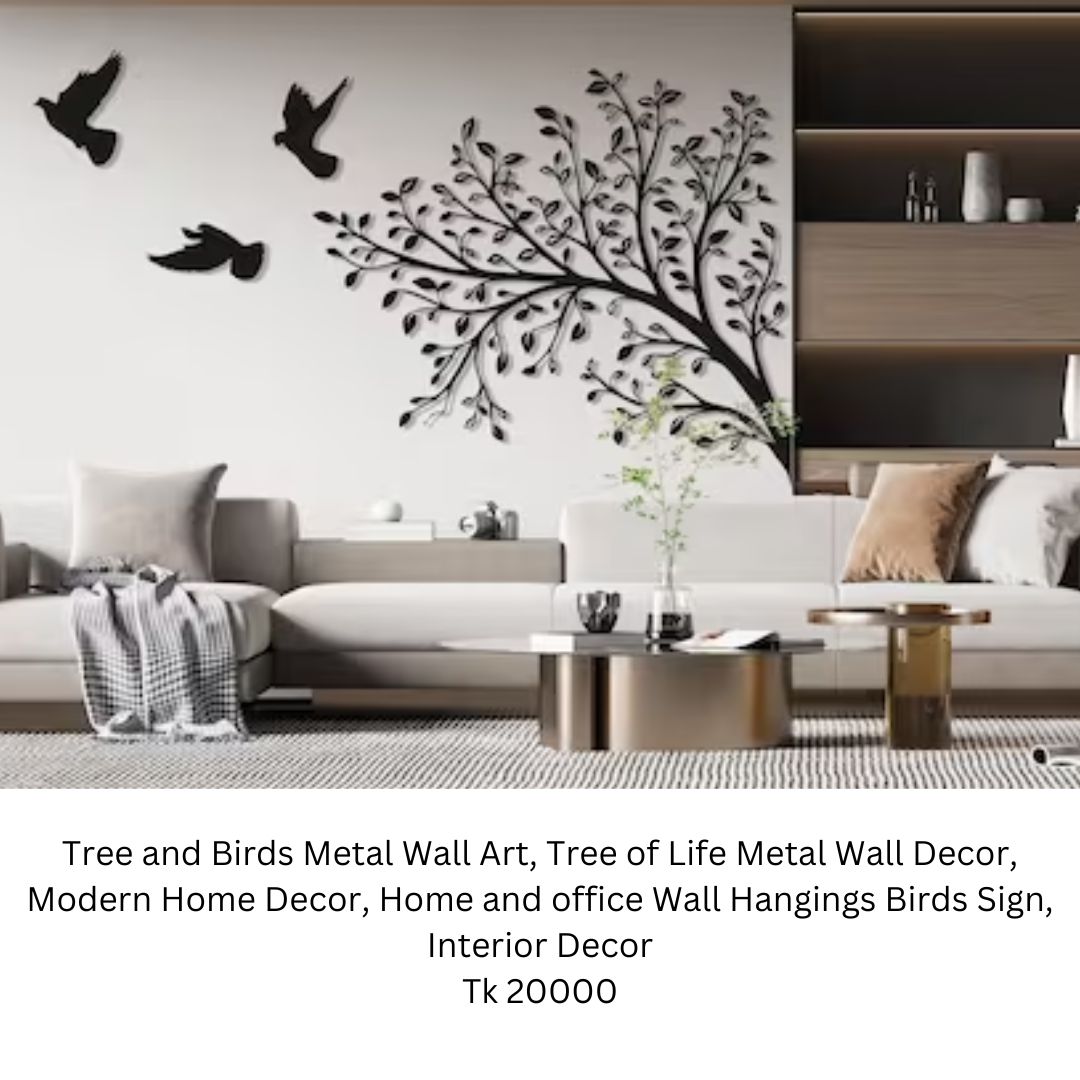 Tree and Birds Metal Wall Art, Tree of Life Metal Wall Decor,
Modern Home Decor, Home and office Wall Hangings Birds Sign,
Interior Decor
Tk 20000